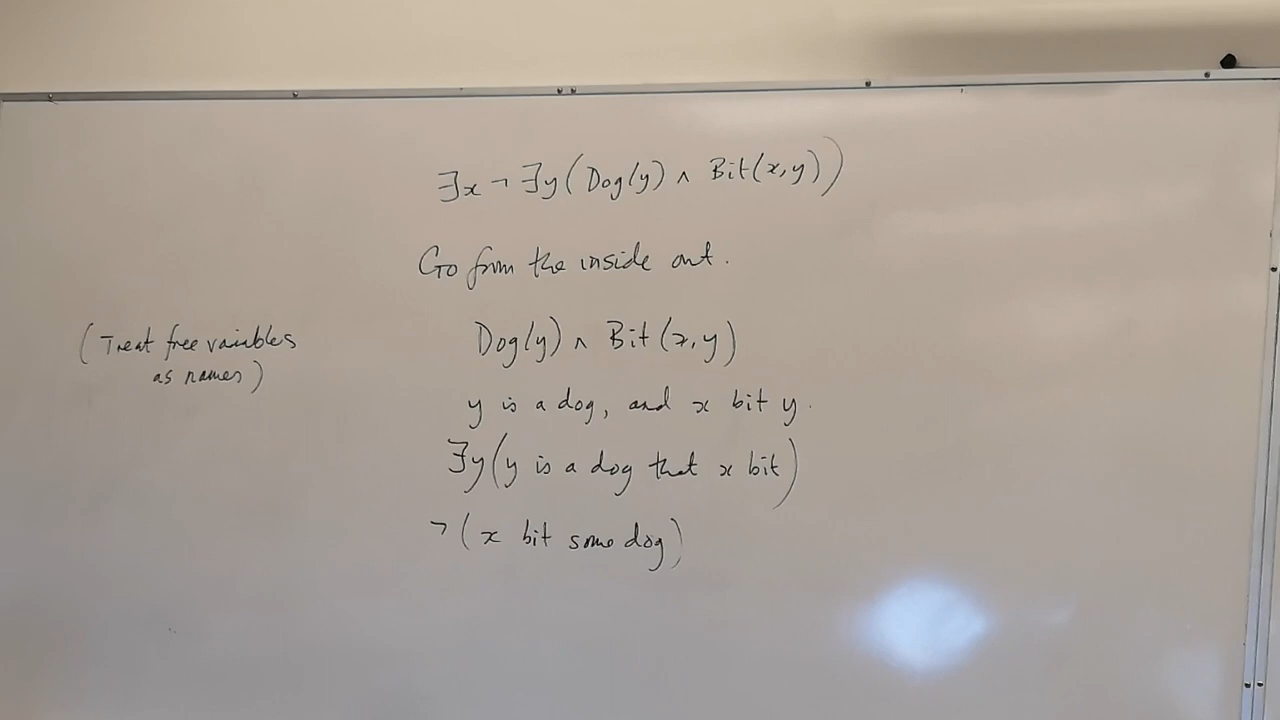 ∃x ¬ ∃y(Dog(y) ∧ Bit(x,y))
Go from the inside out.
(Treat free variables
as names)
Dog(y) ∧ Bit(x,y)
y is a dog, and x bit y.
∃y(y is a dog that x bit)
¬(x bit some dog)